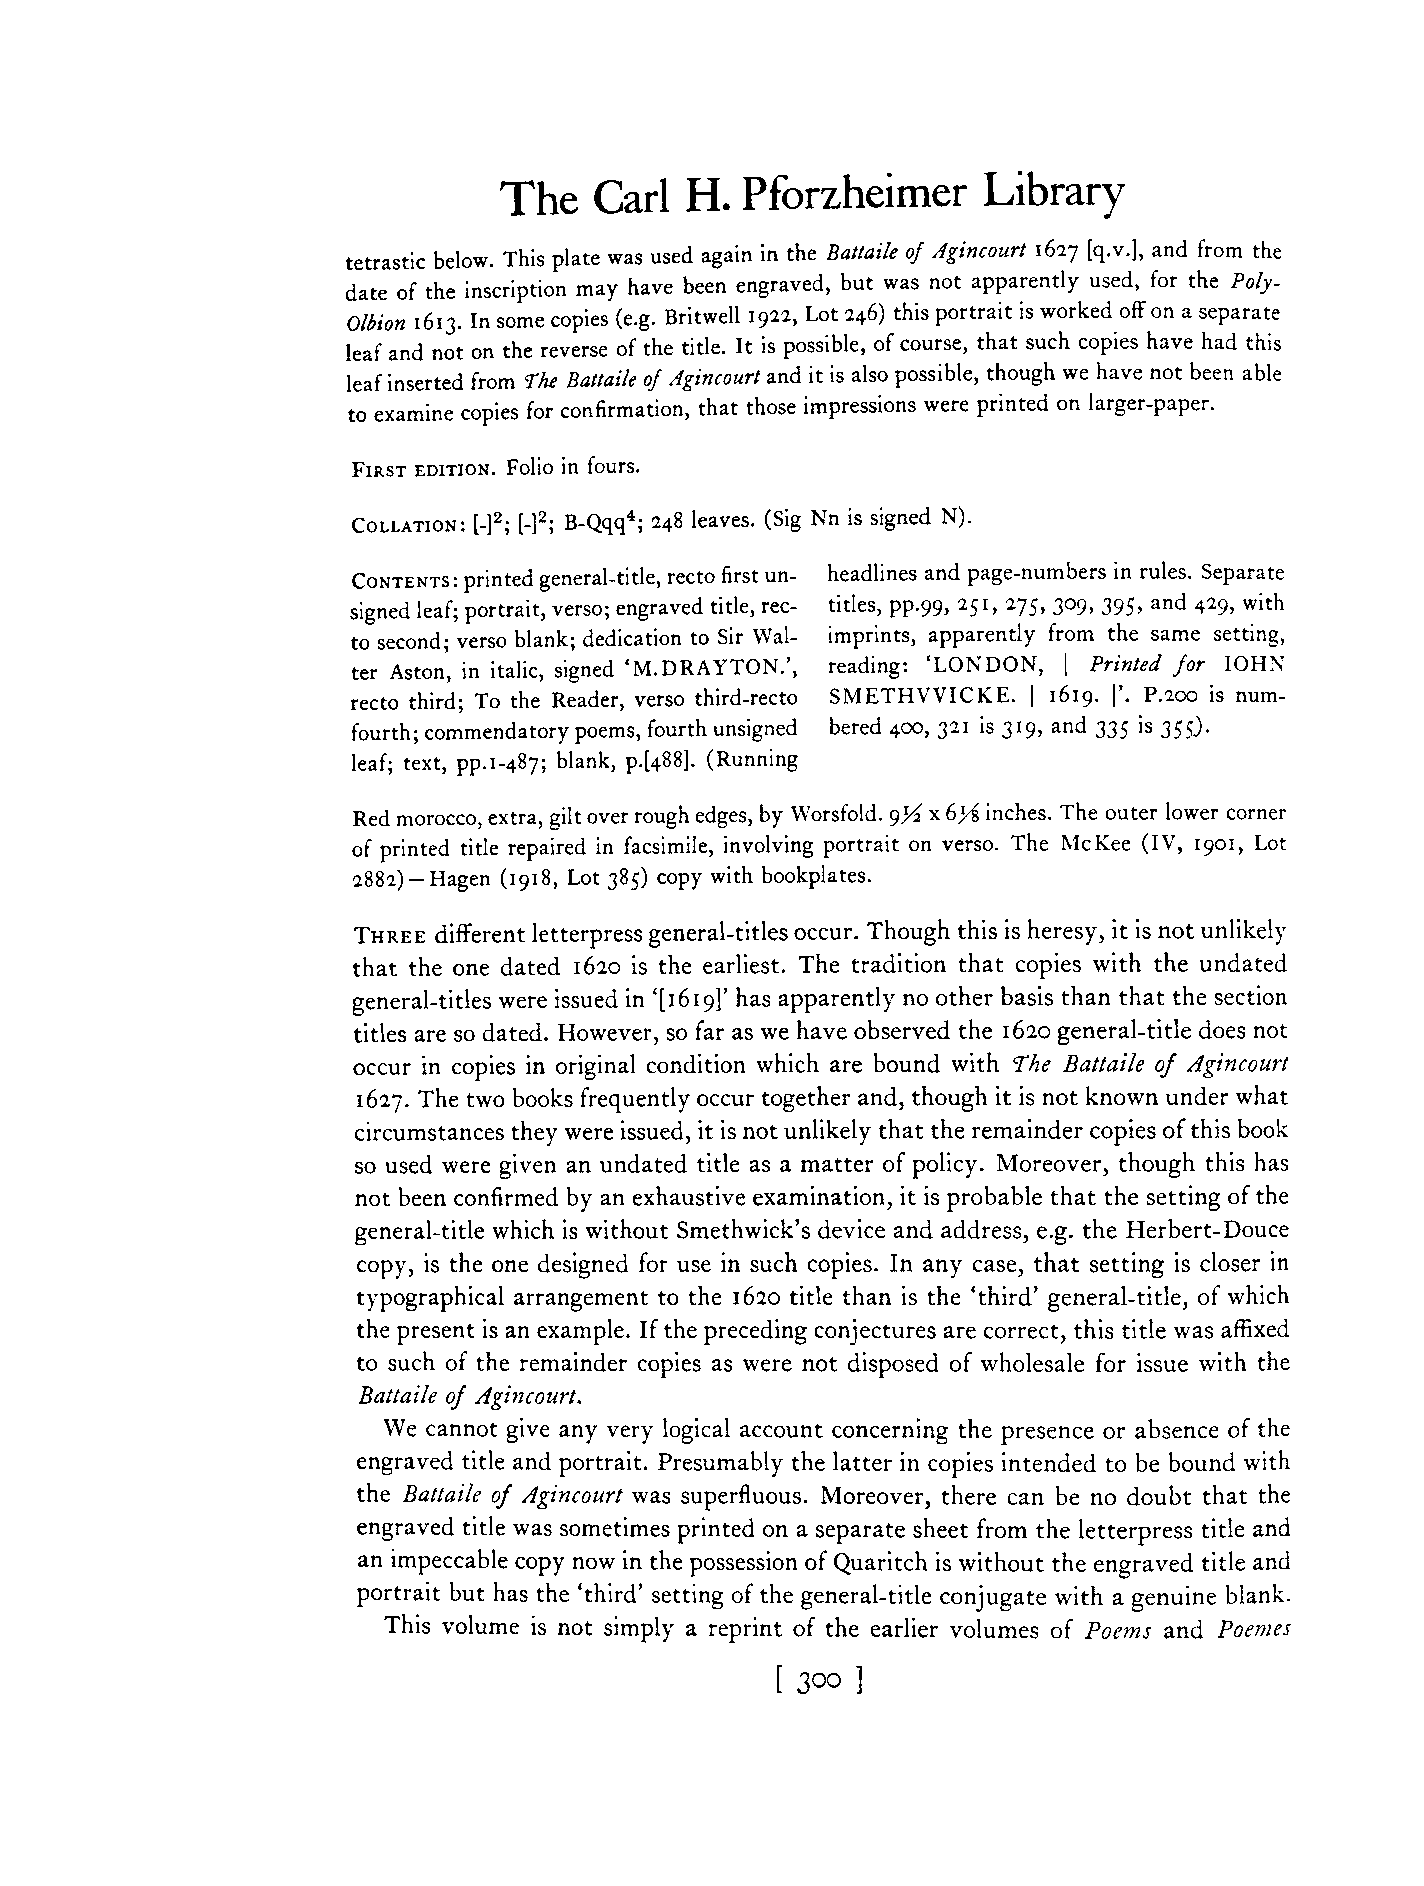 The Carl H. Pforzheimer Library
tetrastic below. This plate was used again in the Battaile of Agincourt 1627 [q.v.], and from the
date of the inscription may have been engraved, but was not apparently used, for the Poly-
Olbion 1613. In some copies (e.g. Britwell 1922, Lot 246) this portrait is worked off on a separate
leaf and not on the reverse of the title. It is possible, of course, that such copies have had this
leaf inserted from The Battaile of Agincourt and it is also possible, though we have not been able
to examine copies for confirmation, that those impressions were printed on larger-paper.
FIRST EDITION. Folio in fours.
COLLATION: [-]²; [-]²; B-Qqq⁴; 248 leaves. (Sig Nn is signed N).
CONTENTS: printed general-title, recto first un-
signed leaf; portrait, verso; engraved title, rec-
to second; verso blank; dedication to Sir Wal-
ter Aston, in italic, signed ‘M.DRAYTON.’,
recto third; To the Reader, verso third-recto
fourth; commendatory poems, fourth unsigned
leaf; text, pp.1-487; blank, p.[488]. (Running
headlines and page-numbers in rules. Separate
titles, pp.99, 251, 275, 309, 395, and 429, with
imprints, apparently from the same setting,
reading: ‘LONDON, | Printed for IOHN
SMETHVVICKE. | 1619. |’. P.200 is num-
bered 400, 321 is 319, and 335 is 355).
Red morocco, extra, gilt over rough edges, by Worsfold. 9½ x 6⅛ inches. The outer lower corner
of printed title repaired in facsimile, involving portrait on verso. The McKee (IV, 1901, Lot
2882)—Hagen (1918, Lot 385) copy with bookplates.
THREE different letterpress general-titles occur. Though this is heresy, it is not unlikely
that the one dated 1620 is the earliest. The tradition that copies with the undated
general-titles were issued in ‘[1619]’ has apparently no other basis than that the section
titles are so dated. However, so far as we have observed the 1620 general-title does not
occur in copies in original condition which are bound with The Battaile of Agincourt
1627. The two books frequently occur together and, though it is not known under what
circumstances they were issued, it is not unlikely that the remainder copies of this book
so used were given an undated title as a matter of policy. Moreover, though this has
not been confirmed by an exhaustive examination, it is probable that the setting of the
general-title which is without Smethwick’s device and address, e.g. the Herbert-Douce
copy, is the one designed for use in such copies. In any case, that setting is closer in
typographical arrangement to the 1620 title than is the ‘third’ general-title, of which
the present is an example. If the preceding conjectures are correct, this title was affixed
to such of the remainder copies as were not disposed of wholesale for issue with the
Battaile of Agincourt.
We cannot give any very logical account concerning the presence or absence of the
engraved title and portrait. Presumably the latter in copies intended to be bound with
the Battaile of Agincourt was superfluous. Moreover, there can be no doubt that the
engraved title was sometimes printed on a separate sheet from the letterpress title and
an impeccable copy now in the possession of Quaritch is without the engraved title and
portrait but has the ‘third’ setting of the general-title conjugate with a genuine blank.
This volume is not simply a reprint of the earlier volumes of Poems and Poemes
[ 300 ]